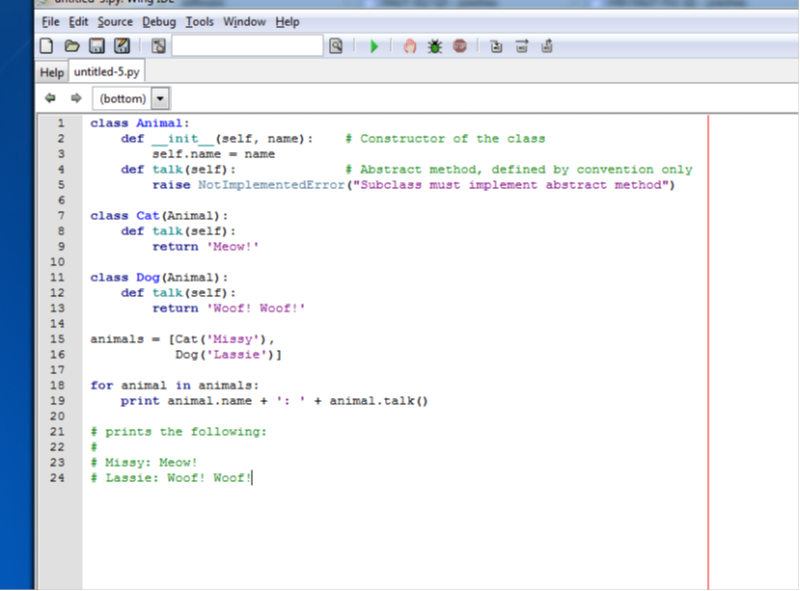 untitled-5.py: Wing IDE
File Edit Source Debug Tools Window Help
Help untitled-5.py
(bottom)
1 class Animal:
2     def __init__(self, name):    # Constructor of the class
3         self.name = name
4     def talk(self):              # Abstract method, defined by convention only
5         raise NotImplementedError("Subclass must implement abstract method")
6
7 class Cat(Animal):
8     def talk(self):
9         return 'Meow!'
10
11 class Dog(Animal):
12     def talk(self):
13         return 'Woof! Woof!'
14
15 animals = [Cat('Missy'),
16            Dog('Lassie')]
17
18 for animal in animals:
19     print animal.name + ': ' + animal.talk()
20
21 # prints the following:
22 #
23 # Missy: Meow!
24 # Lassie: Woof! Woof!